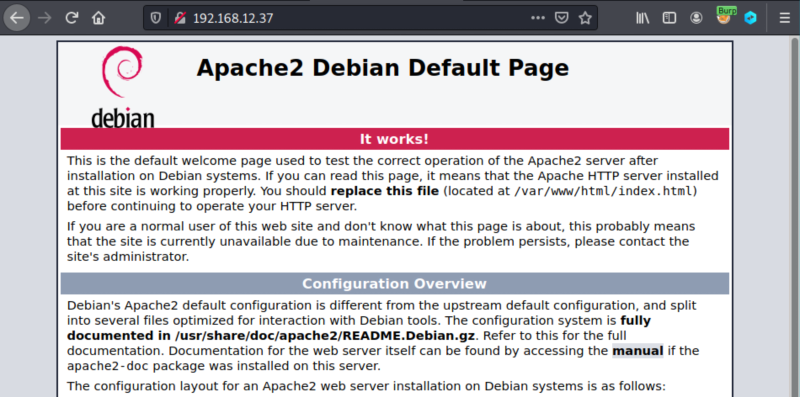 192.168.12.37
Burp
debian
Apache2 Debian Default Page
It works!
This is the default welcome page used to test the correct operation of the Apache2 server after
installation on Debian systems. If you can read this page, it means that the Apache HTTP server installed
at this site is working properly. You should replace this file (located at /var/www/html/index.html)
before continuing to operate your HTTP server.
If you are a normal user of this web site and don't know what this page is about, this probably means
that the site is currently unavailable due to maintenance. If the problem persists, please contact the
site's administrator.
Configuration Overview
Debian's Apache2 default configuration is different from the upstream default configuration, and split
into several files optimized for interaction with Debian tools. The configuration system is fully
documented in /usr/share/doc/apache2/README.Debian.gz. Refer to this for the full
documentation. Documentation for the web server itself can be found by accessing the manual if the
apache2-doc package was installed on this server.
The configuration layout for an Apache2 web server installation on Debian systems is as follows: